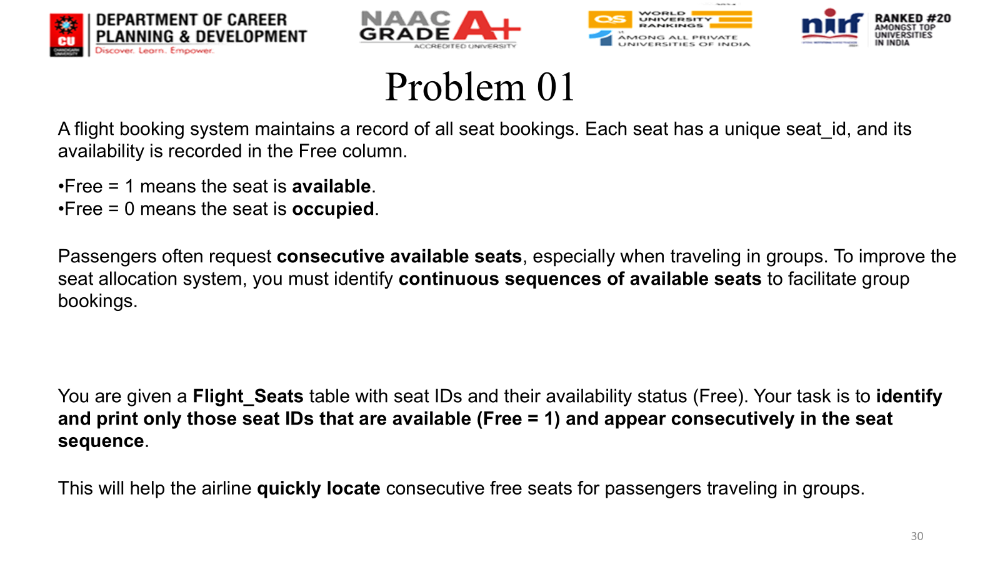 CU
CHANDIGARH
UNIVERSITY
DEPARTMENT OF CAREER
PLANNING & DEVELOPMENT
Discover. Learn. Empower.
NAAC
GRADE A+
ACCREDITED UNIVERSITY
QS WORLD
UNIVERSITY
RANKINGS
1st AMONG ALL PRIVATE
UNIVERSITIES OF INDIA
nirf
RANKED #20
AMONGST TOP
UNIVERSITIES
IN INDIA
Problem 01
A flight booking system maintains a record of all seat bookings. Each seat has a unique seat_id, and its
availability is recorded in the Free column.
•Free = 1 means the seat is available.
•Free = 0 means the seat is occupied.
Passengers often request consecutive available seats, especially when traveling in groups. To improve the
seat allocation system, you must identify continuous sequences of available seats to facilitate group
bookings.
You are given a Flight_Seats table with seat IDs and their availability status (Free). Your task is to identify
and print only those seat IDs that are available (Free = 1) and appear consecutively in the seat
sequence.
This will help the airline quickly locate consecutive free seats for passengers traveling in groups.
30